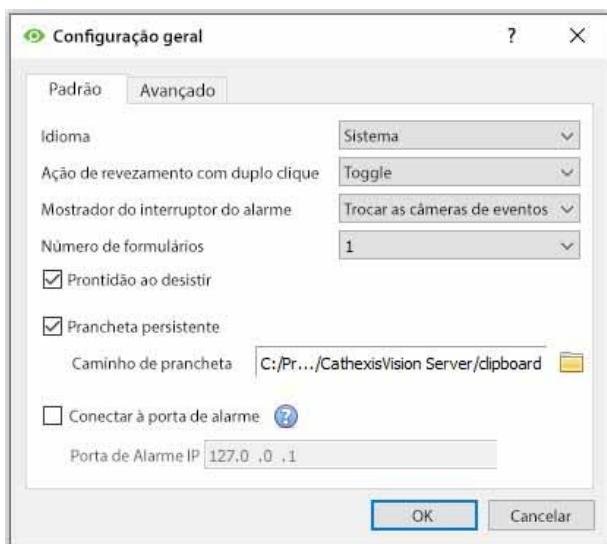 Configuração geral ?
Padrão Avançado
Idioma Sistema
Ação de revezamento com duplo clique Toggle
Mostrador do interruptor do alarme Trocar as câmeras de eventos
Número de formulários 1
Prontidão ao desistir
Prancheta persistente
Caminho de prancheta C:/Pr.../CathexisVision Server/clipboard
Conectar à porta de alarme ?
Porta de Alarme IP 127.0 .0 .1
OK Cancelar